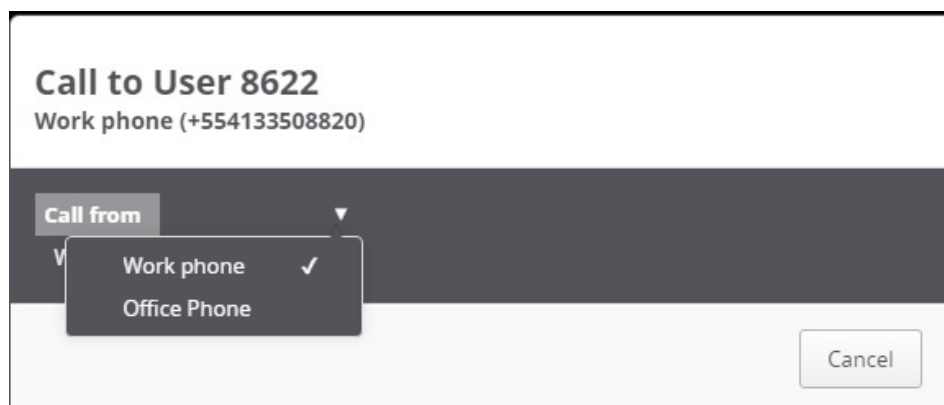 Call to User 8622
Work phone (+554133508820)
Call from
W
Work phone
Office Phone
Cancel